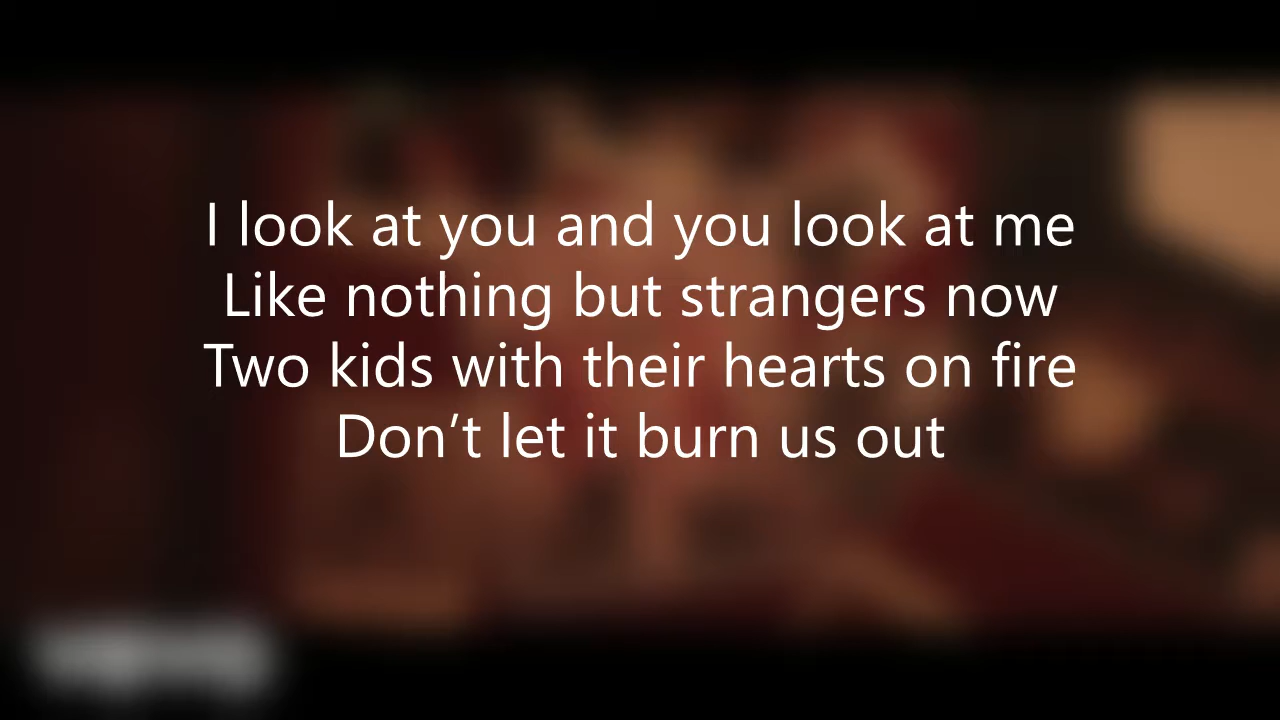 I look at you and you look at me
Like nothing but strangers now
Two kids with their hearts on fire
Don’t let it burn us out